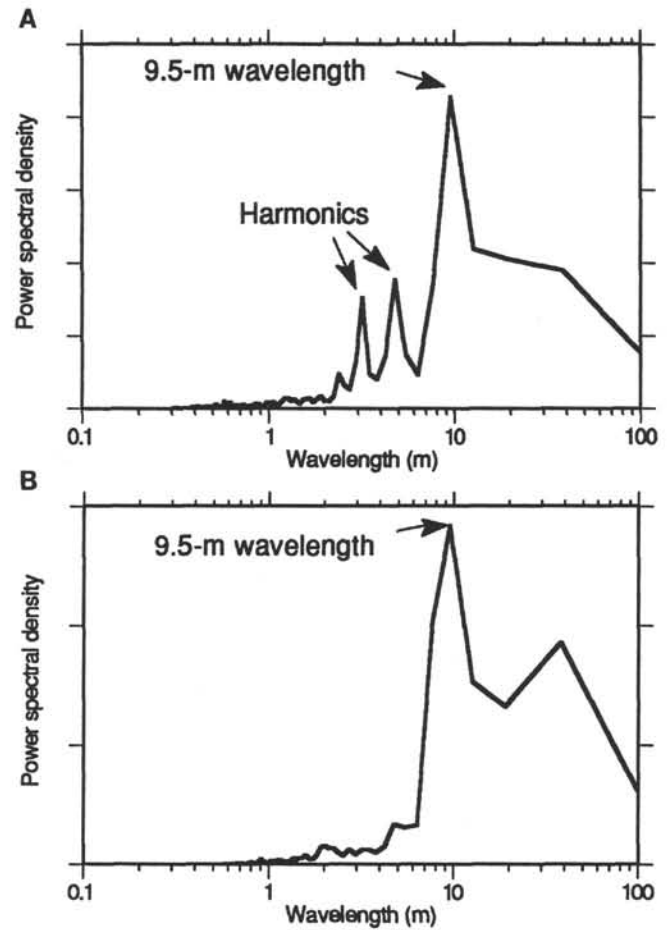 A
9.5-m wavelength
Harmonics
Power spectral density
0.1 1 10 100
Wavelength (m)
B
9.5-m wavelength
Power spectral density
0.1 1 10 100
Wavelength (m)